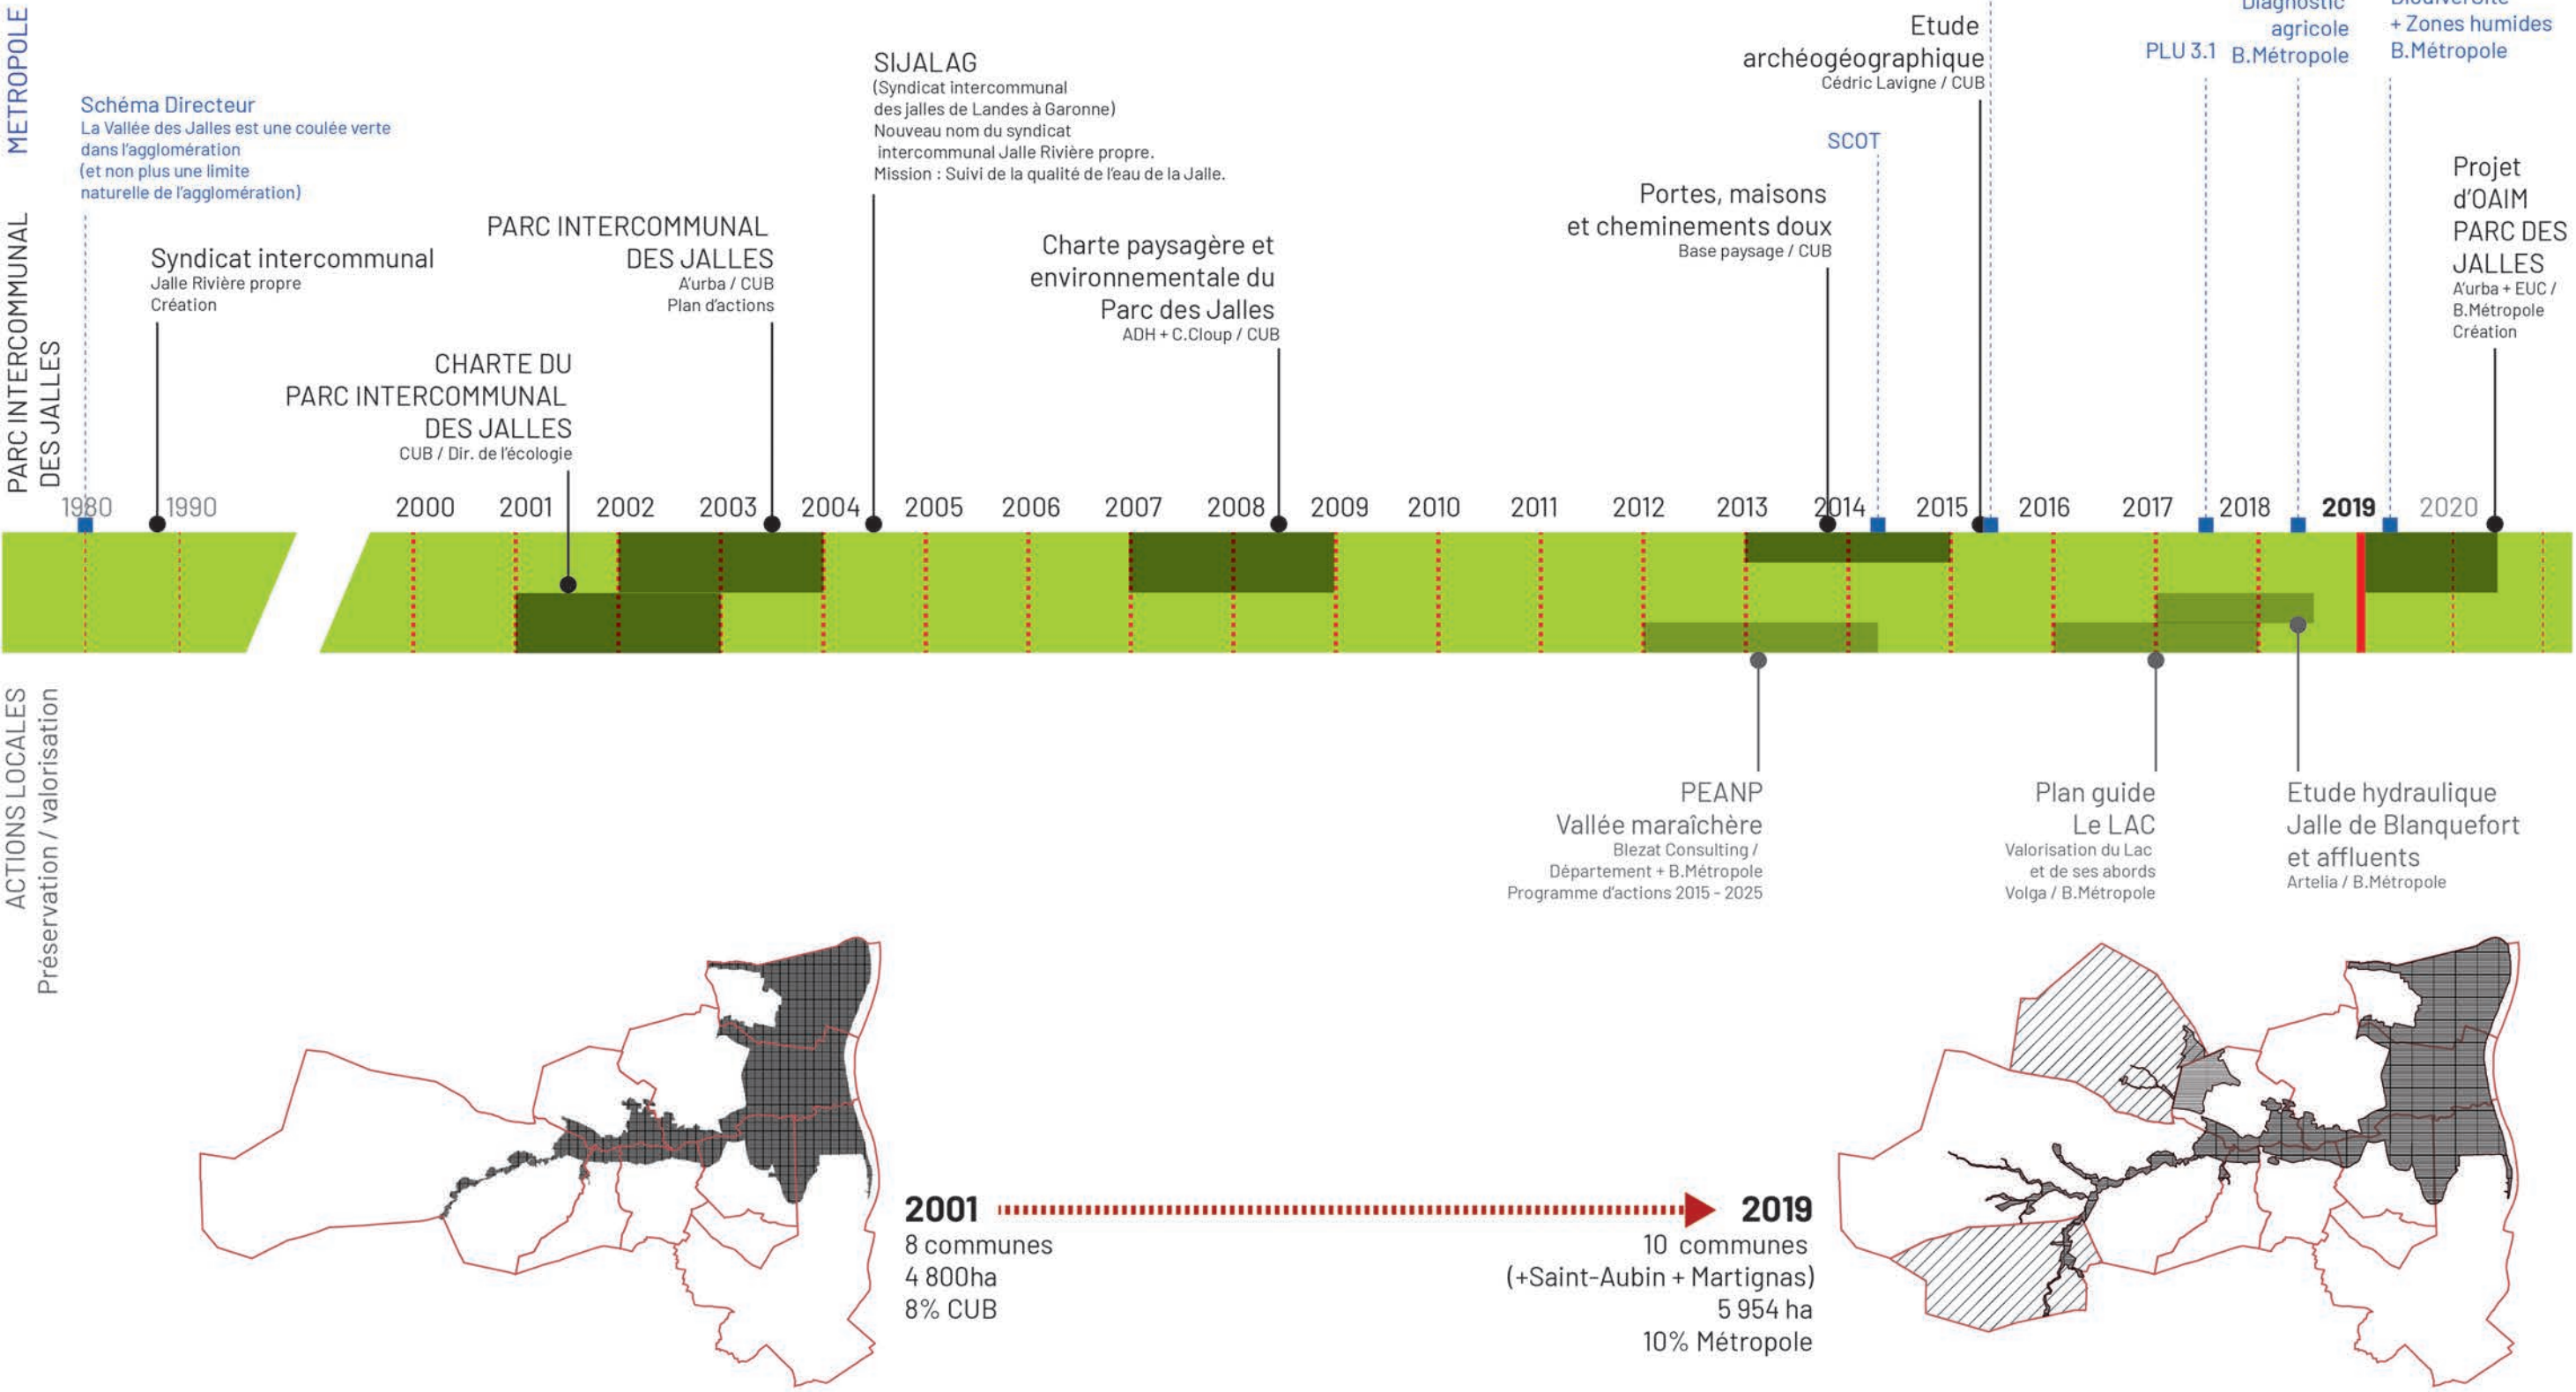 METROPOLE
PARC INTERCOMMUNAL
DES JALLES
Schéma Directeur
La Vallée des Jalles est une coulée verte
dans l'agglomération
(et non plus une limite
naturelle de l'agglomération)
Syndicat intercommunal
Jalle Rivière propre
Création
CHARTE DU
PARC INTERCOMMUNAL
DES JALLES
CUB / Dir. de l'écologie
PARC INTERCOMMUNAL
DES JALLES
A'urba / CUB
Plan d'actions
SIJALAG
(Syndicat intercommunal
des jalles de Landes à Garonne)
Nouveau nom du syndicat
intercommunal Jalle Rivière propre.
Mission : Suivi de la qualité de l'eau de la Jalle.
Charte paysagère et
environnementale du
Parc des Jalles
ADH + C.Cloup / CUB
Portes, maisons
et cheminements doux
Base paysage / CUB
SCOT
Etude
archéogéographique
Cédric Lavigne / CUB
PLU 3.1
Diagnostic
agricole
B.Métropole
Biodiversité
+ Zones humides
B.Métropole
Projet
d'OAIM
PARC DES
JALLES
A'urba + EUC /
B.Métropole
Création
1980 1990 2000 2001 2002 2003 2004 2005 2006 2007 2008 2009 2010 2011 2012 2013 2014 2015 2016 2017 2018 2019 2020
ACTIONS LOCALES
Préservation / valorisation
PEANP
Vallée maraîchère
Blezat Consulting /
Département + B.Métropole
Programme d'actions 2015 - 2025
Plan guide
Le LAC
Valorisation du Lac
et de ses abords
Volga / B.Métropole
Etude hydraulique
Jalle de Blanquefort
et affluents
Artelia / B.Métropole
2001
8 communes
4 800ha
8% CUB
2019
10 communes
(+Saint-Aubin + Martignas)
5 954 ha
10% Métropole